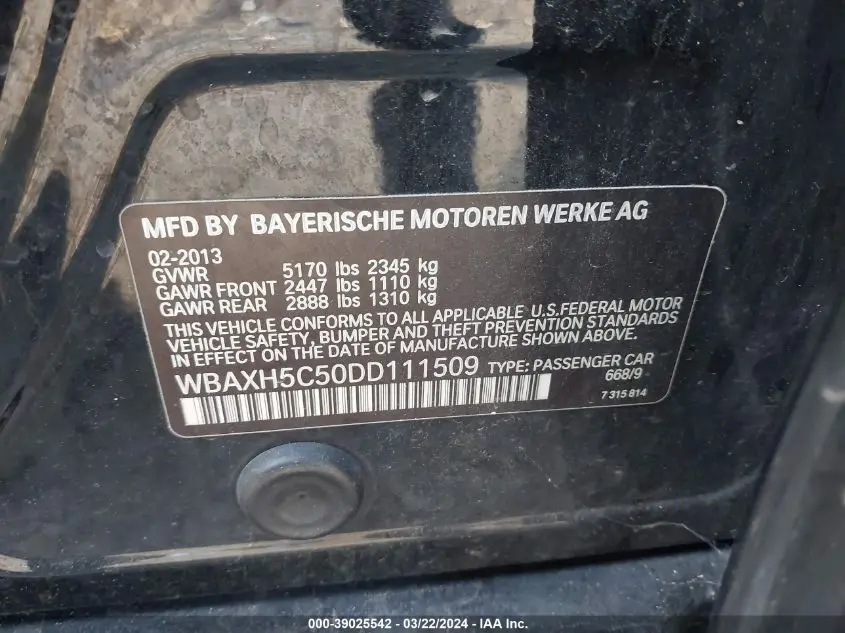 MFD BY BAYERISCHE MOTOREN WERKE AG
02-2013
GVWR 5170 lbs 2345 kg
GAWR FRONT 2447 lbs 1110 kg
GAWR REAR 2888 lbs 1310 kg
THIS VEHICLE CONFORMS TO ALL APPLICABLE U.S.FEDERAL MOTOR
VEHICLE SAFETY, BUMPER AND THEFT PREVENTION STANDARDS
IN EFFECT ON THE DATE OF MANUFACTURE SHOWN ABOVE.
WBAXH5C50DD111509 TYPE: PASSENGER CAR
668/9
7 315 814
000-39025542 - 03/22/2024 - IAAI Inc.